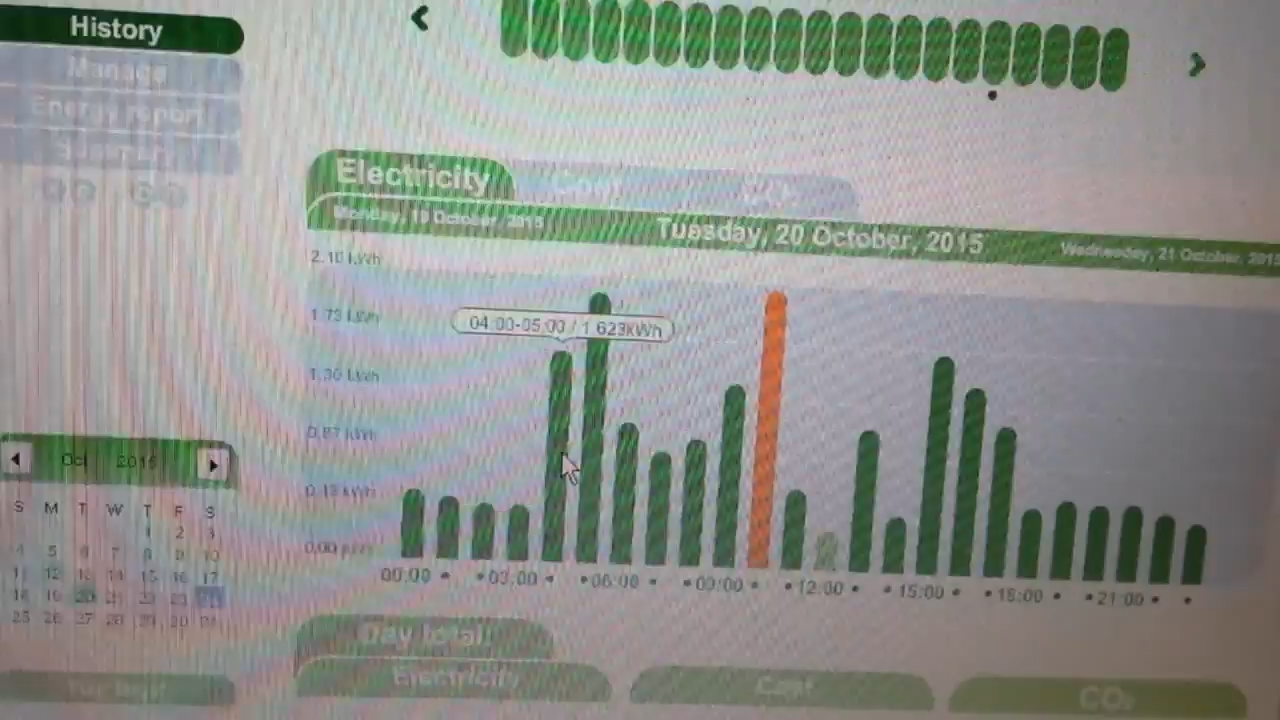 History
Manage
Energy report
Electricity
Cost
Monday, 19 October, 2015
Tuesday, 20 October, 2015
Wednesday, 21 October, 2015
2.16 kWh
1.73 kWh
04:00-05:00 / 1.623kWh
1.30 kWh
0.87 kWh
0.43 kWh
0.00 kWh
00:00 • • 03:00 • • 06:00 • • 09:00 • • 12:00 • • 15:00 • • 18:00 • • 21:00 • •
Oct 2015
S M T W T F S
1 2 3
4 5 6 7 8 9 10
11 12 13 14 15 16 17
18 19 20 21 22 23 24
25 26 27 28 29 30
Day total:
Electricity
Cost
CO₂